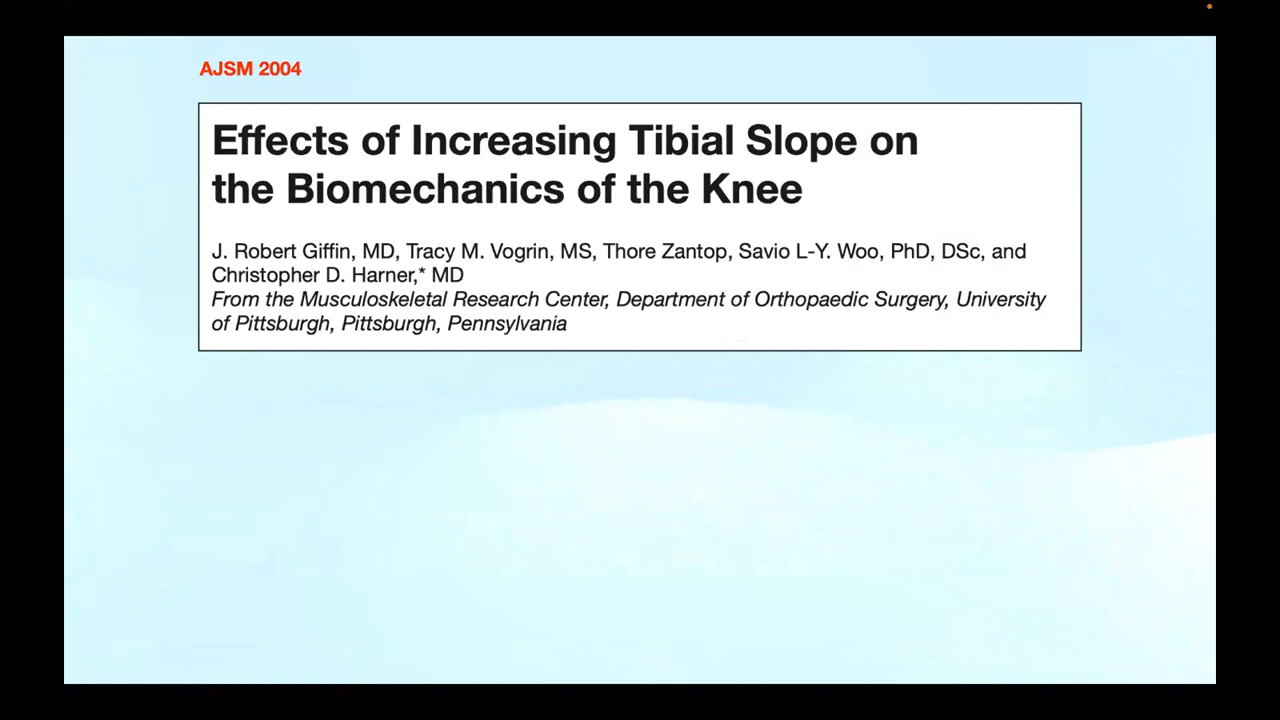 AJSM 2004
Effects of Increasing Tibial Slope on
the Biomechanics of the Knee
J. Robert Giffin, MD, Tracy M. Vogrin, MS, Thore Zantop, Savio L-Y. Woo, PhD, DSc, and
Christopher D. Harner,* MD
From the Musculoskeletal Research Center, Department of Orthopaedic Surgery, University
of Pittsburgh, Pittsburgh, Pennsylvania